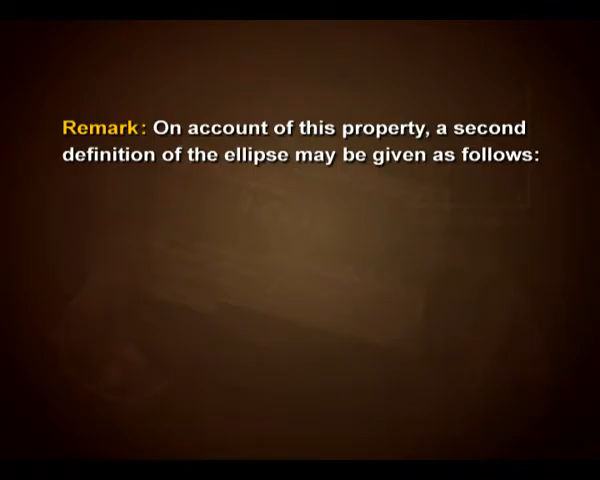 Remark: On account of this property, a second
definition of the ellipse may be given as follows: